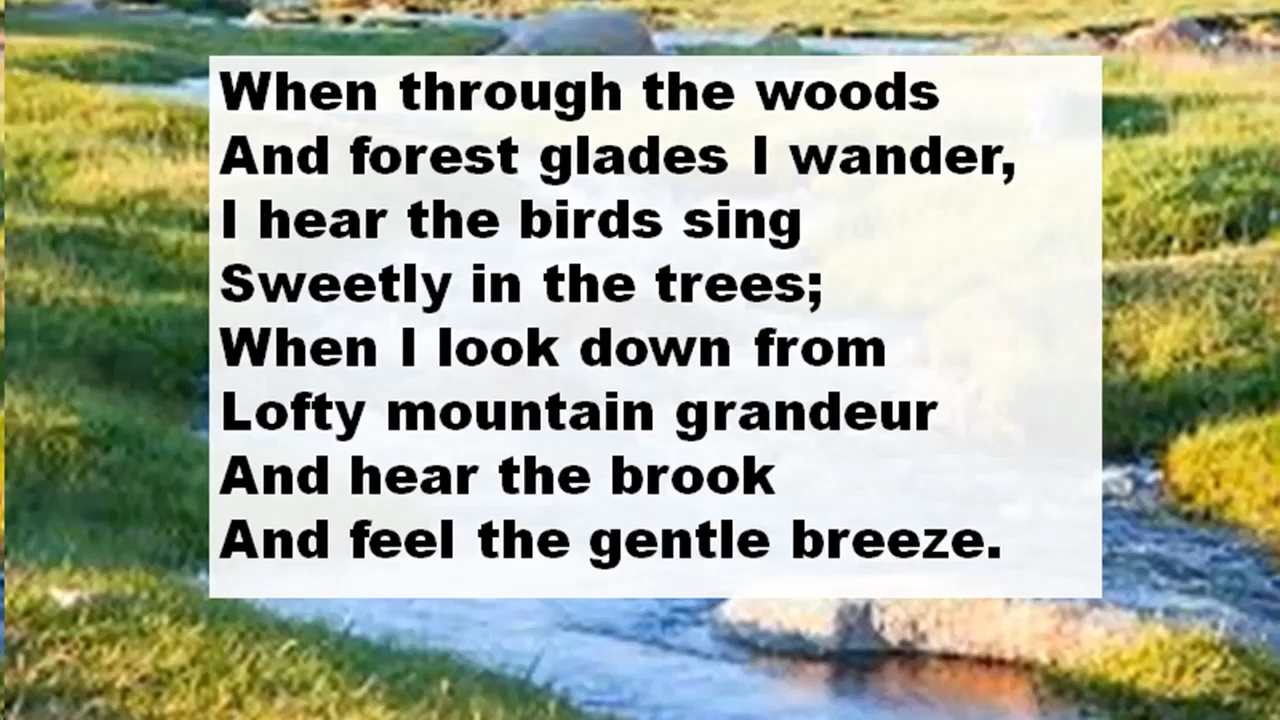 When through the woods
And forest glades I wander,
I hear the birds sing
Sweetly in the trees;
When I look down from
Lofty mountain grandeur
And hear the brook
And feel the gentle breeze.